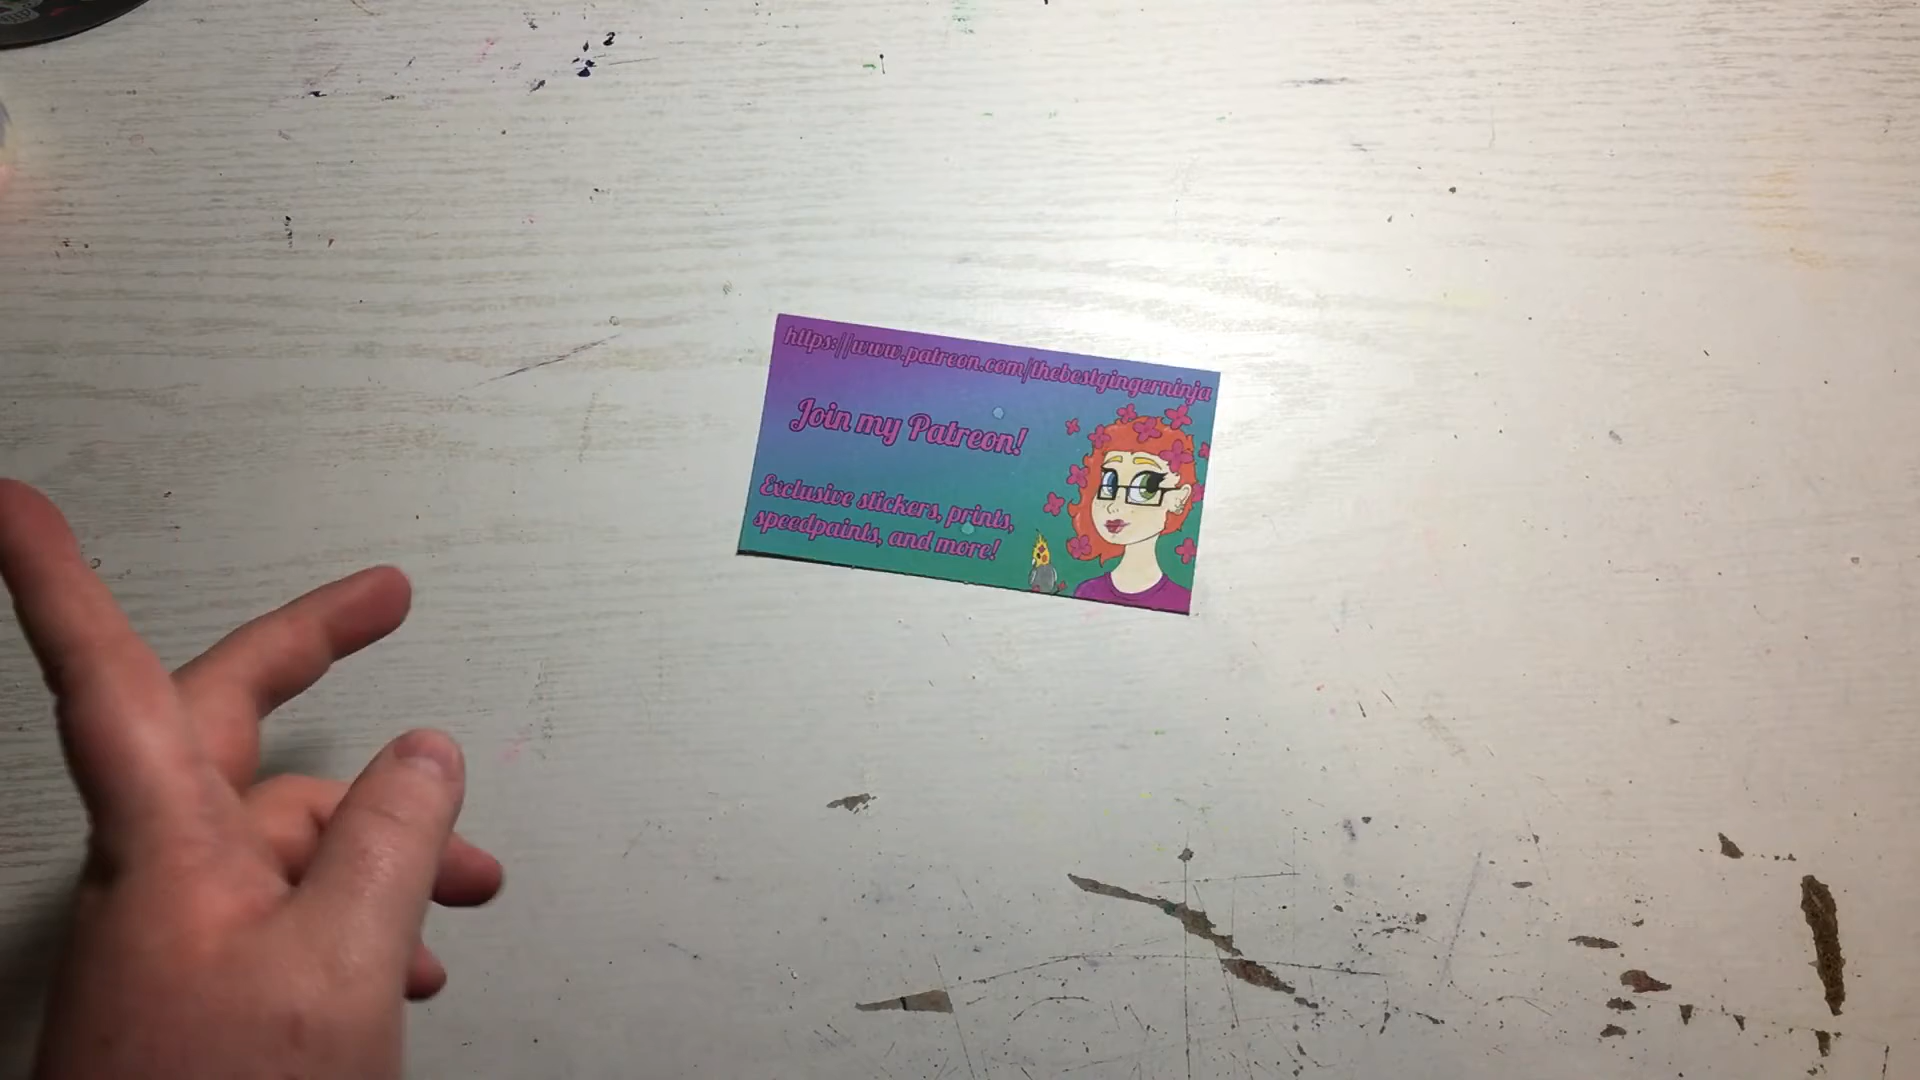 https://www.patreon.com/thebestgingerninja
Join my Patreon!
Exclusive stickers, prints,
speedpaints, and more!